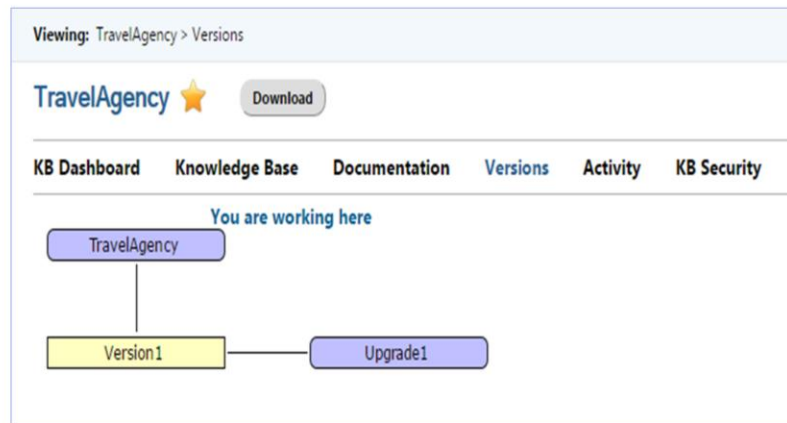 Viewing: TravelAgency > Versions
TravelAgency Download
KB Dashboard Knowledge Base Documentation Versions Activity KB Security
You are working here
TravelAgency
Version1 Upgrade1